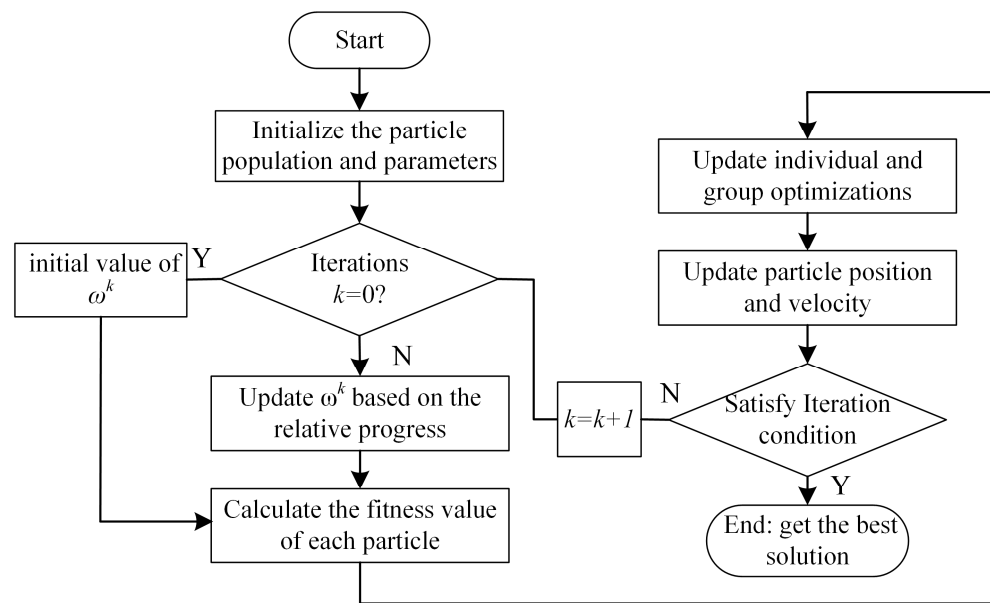 Start
Initialize the particle
population and parameters
Iterations
k=0?
Y
initial value of
ω^k
N
Update ω^k based on the
relative progress
Calculate the fitness value
of each particle
Update individual and
group optimizations
Update particle position
and velocity
Satisfy Iteration
condition
N
k=k+1
Y
End: get the best
solution